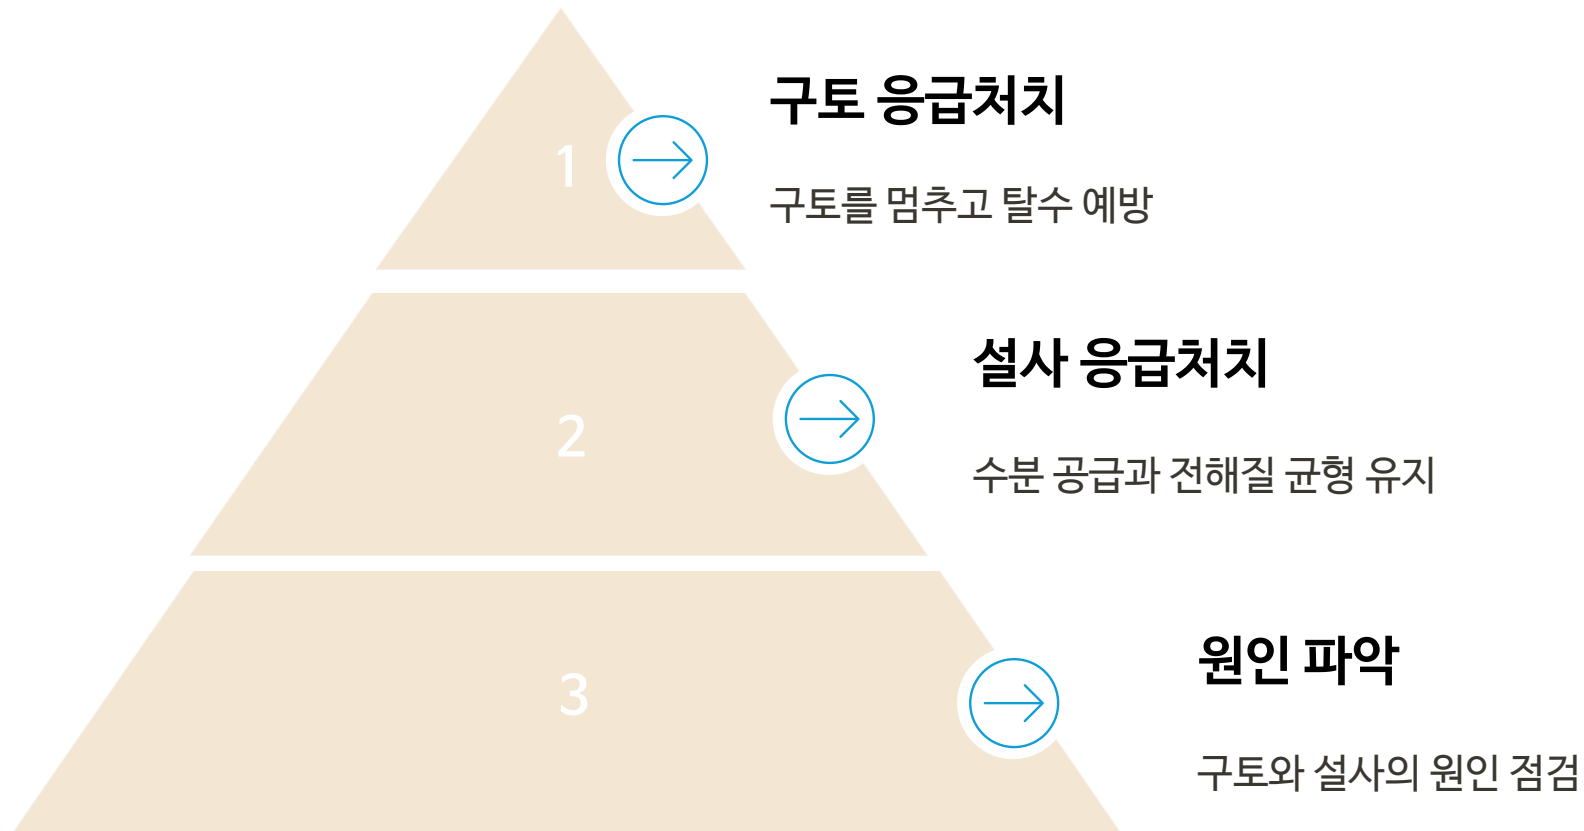 1
구토 응급처치
구토를 멈추고 탈수 예방
2
설사 응급처치
수분 공급과 전해질 균형 유지
3
원인 파악
구토와 설사의 원인 점검